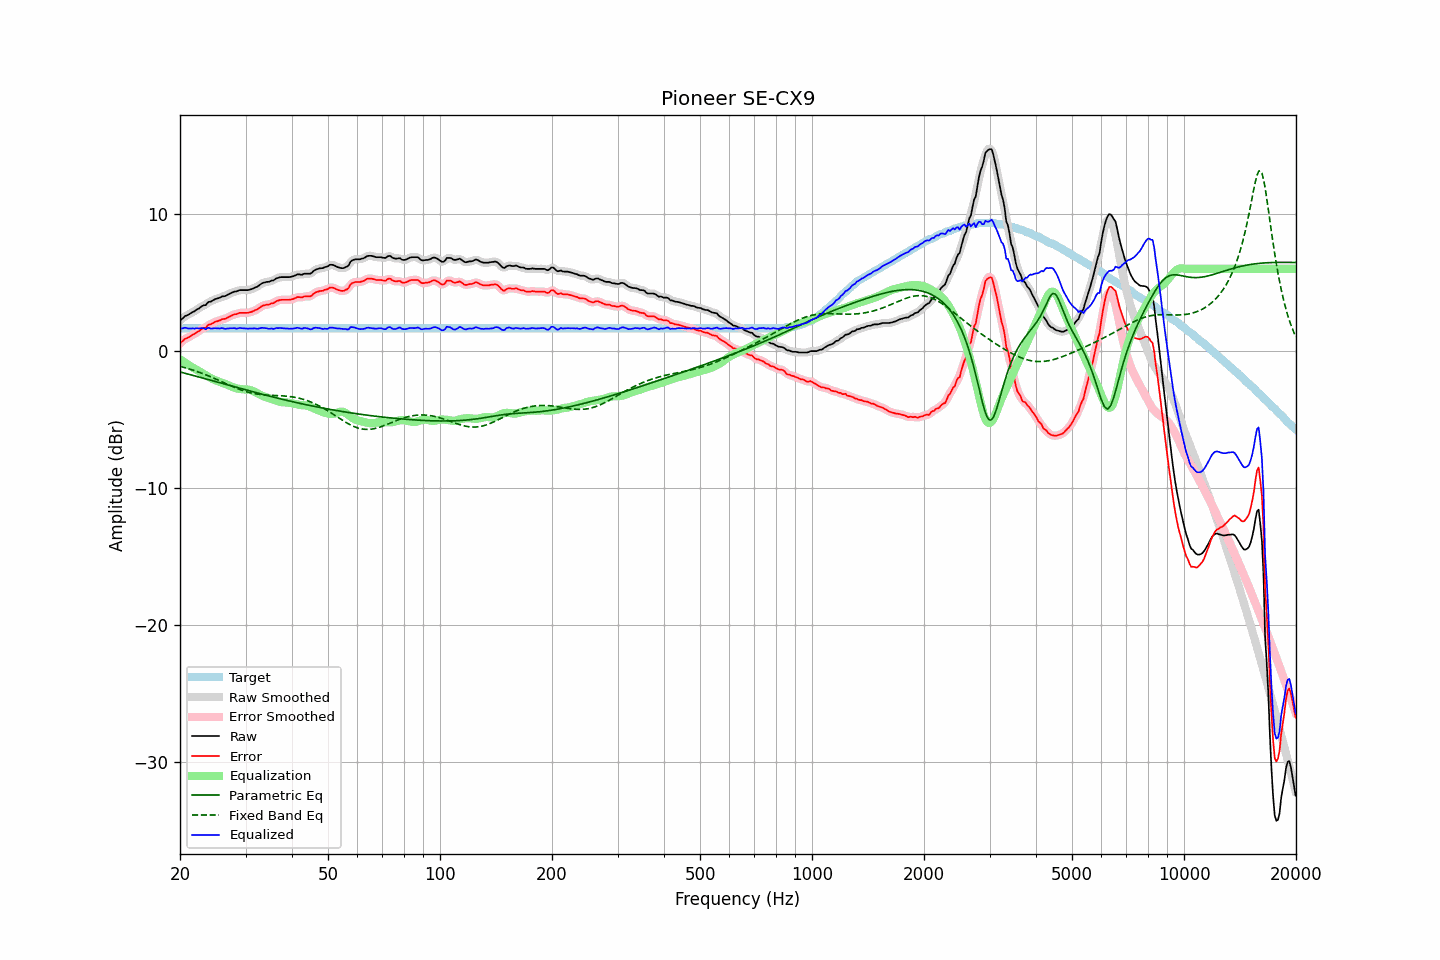 Pioneer SE-CX9
10
0
−10
−20
−30
Amplitude (dBr)
Target
Raw Smoothed
Error Smoothed
Raw
Error
Equalization
Parametric Eq
Fixed Band Eq
Equalized
20 50 100 200 500 1000 2000 5000 10000 20000
Frequency (Hz)